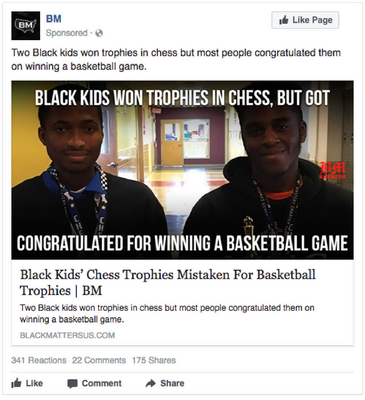 BM
BM
Sponsored ·
Like Page
Two Black kids won trophies in chess but most people congratulated them
on winning a basketball game.
BLACK KIDS WON TROPHIES IN CHESS, BUT GOT
BM
CONGRATULATED FOR WINNING A BASKETBALL GAME
Black Kids' Chess Trophies Mistaken For Basketball
Trophies | BM
Two Black kids won trophies in chess but most people congratulated them on
winning a basketball game.
BLACKMATTERSUS.COM
341 Reactions 22 Comments 175 Shares
Like Comment Share